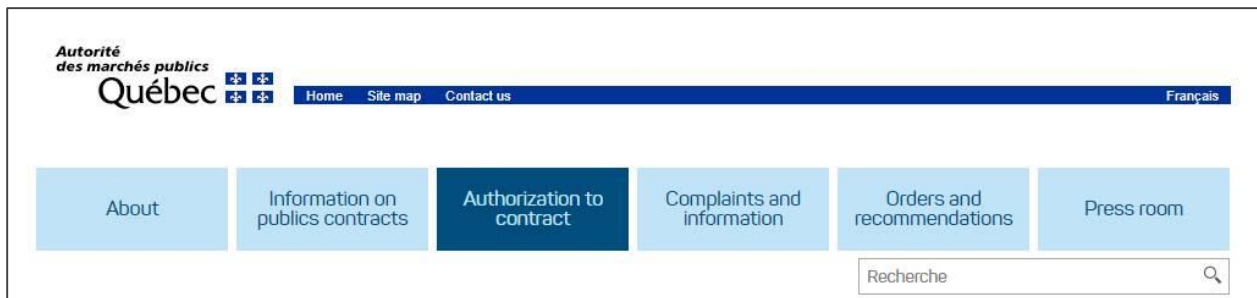 Autorité
des marchés publics
Québec
Home Site map Contact us Français
About
Information on
publics contracts
Authorization to
contract
Complaints and
information
Orders and
recommendations
Press room
Recherche